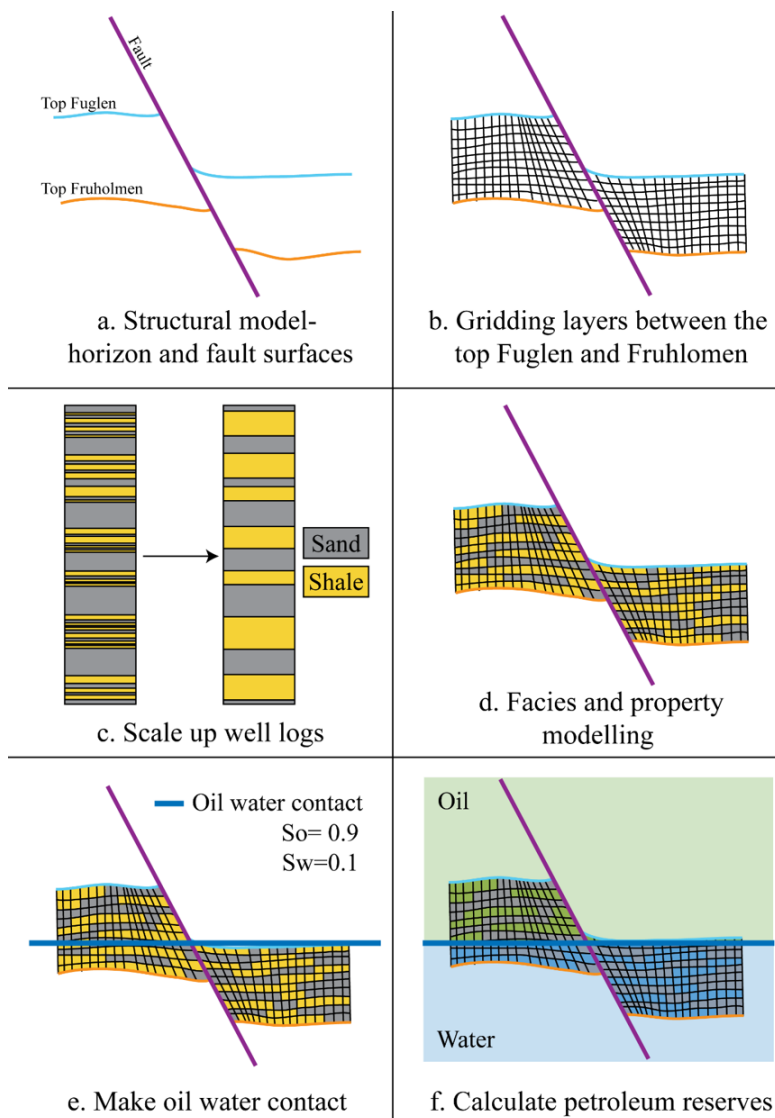 Fault
Top Fuglen
Top Fruholmen
a. Structural model-
horizon and fault surfaces
b. Gridding layers between the
top Fuglen and Fruhlomen
Sand
Shale
c. Scale up well logs
d. Facies and property
modelling
Oil water contact
So= 0.9
Sw=0.1
e. Make oil water contact
Oil
Water
f. Calculate petroleum reserves